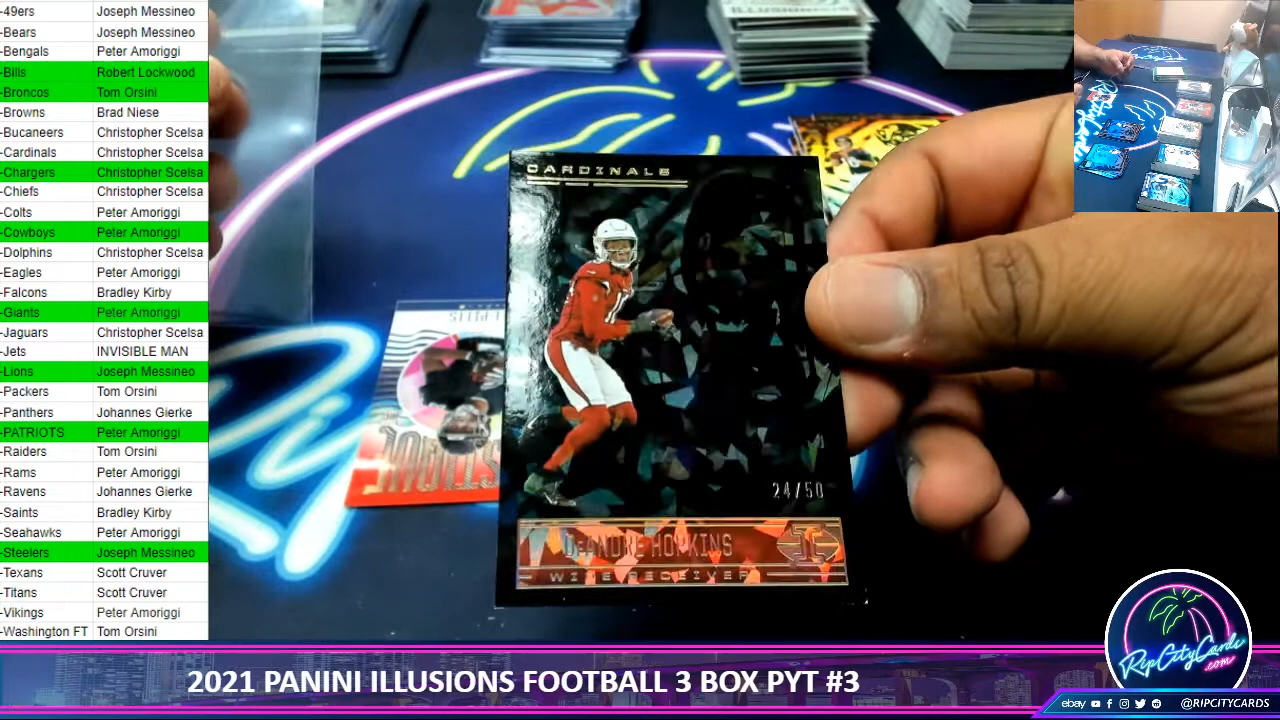 -49ers Joseph Messineo
-Bears Joseph Messineo
-Bengals Peter Amoriggi
-Bills Robert Lockwood
-Broncos Tom Orsini
-Browns Brad Niese
-Bucaneers Christopher Scelsa
-Cardinals Christopher Scelsa
-Chargers Christopher Scelsa
-Chiefs Christopher Scelsa
-Colts Peter Amoriggi
-Cowboys Peter Amoriggi
-Dolphins Christopher Scelsa
-Eagles Peter Amoriggi
-Falcons Bradley Kirby
-Giants Peter Amoriggi
-Jaguars Christopher Scelsa
-Jets INVISIBLE MAN
-Lions Joseph Messineo
-Packers Tom Orsini
-Panthers Johannes Gierke
-PATRIOTS Peter Amoriggi
-Raiders Tom Orsini
-Rams Peter Amoriggi
-Ravens Johannes Gierke
-Saints Bradley Kirby
-Seahawks Peter Amoriggi
-Steelers Joseph Messineo
-Texans Scott Cruver
-Titans Scott Cruver
-Vikings Peter Amoriggi
-Washington FT Tom Orsini
CARDINALS
24/50
DEANDRE HOPKINS
WIDE RECEIVER
RipCityCards
.com
2021 PANINI ILLUSIONS FOOTBALL 3 BOX PYT #3
ebay @RIPCITYCARDS